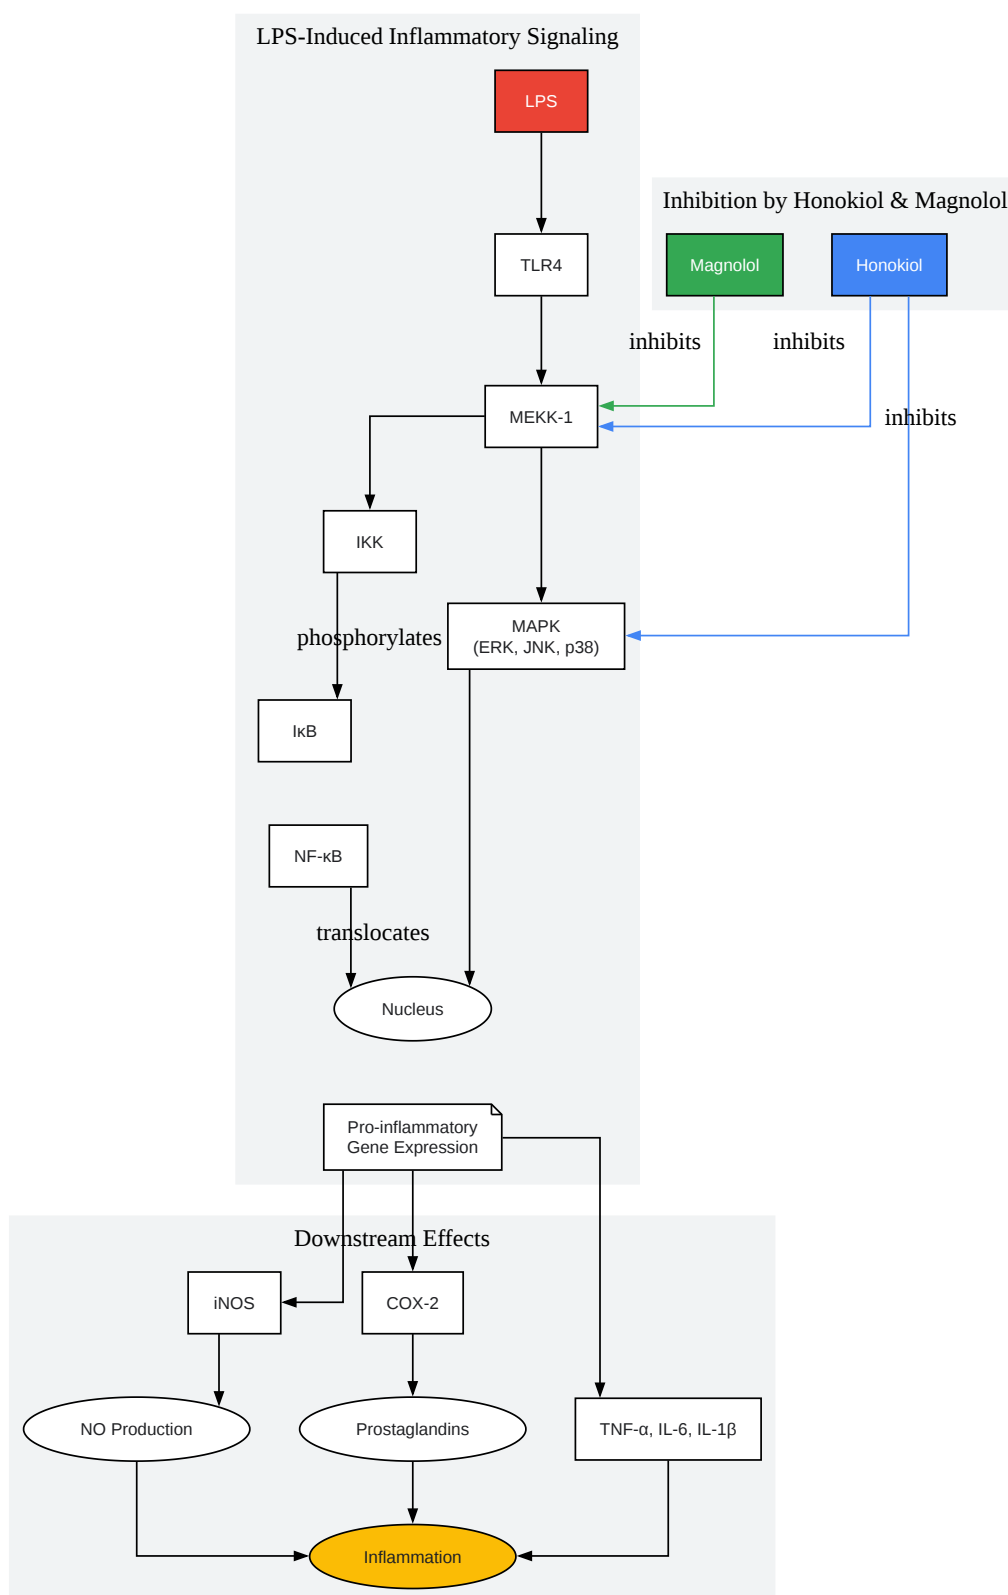 LPS-Induced Inflammatory Signaling
LPS
Inhibition by Honokiol & Magnolol
TLR4
Magnolol
Honokiol
inhibits
inhibits
MEKK-1
inhibits
IKK
MAPK
(ERK, JNK, p38)
phosphorylates
IκB
NF-κB
translocates
Nucleus
Pro-inflammatory
Gene Expression
Downstream Effects
iNOS
COX-2
NO Production
Prostaglandins
TNF-α, IL-6, IL-1β
Inflammation